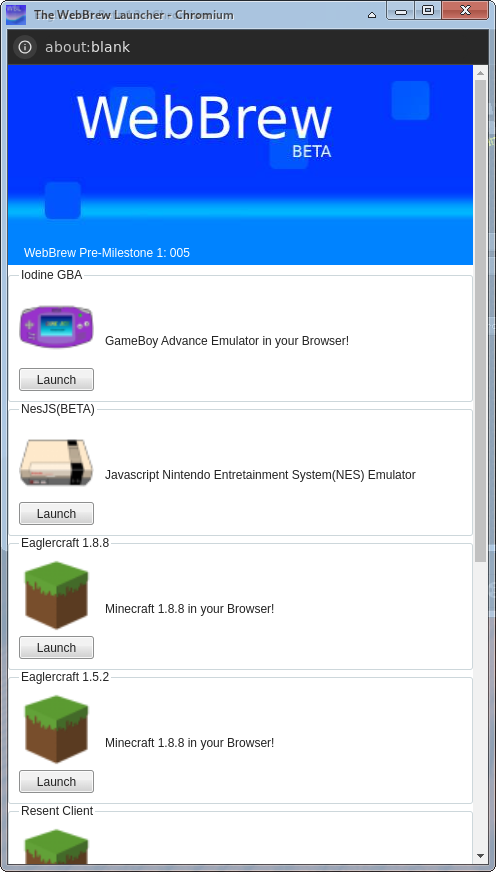 The WebBrew Launcher - Chromium
about:blank
WebBrew
BETA
WebBrew Pre-Milestone 1: 005
Iodine GBA
GameBoy Advance Emulator in your Browser!
Launch
NesJS(BETA)
Javascript Nintendo Entretainment System(NES) Emulator
Launch
Eaglercraft 1.8.8
Minecraft 1.8.8 in your Browser!
Launch
Eaglercraft 1.5.2
Minecraft 1.8.8 in your Browser!
Launch
Resent Client